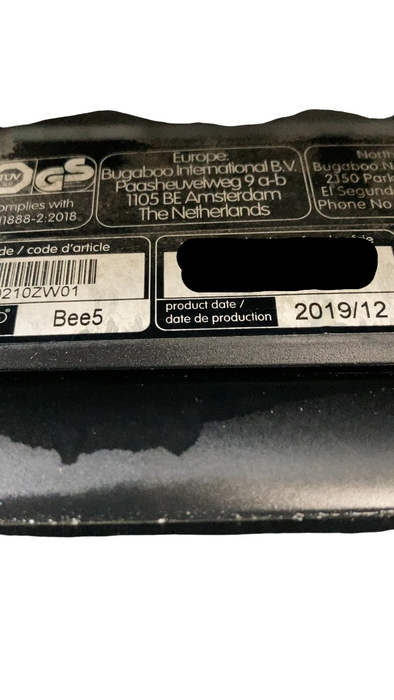 TUV GS
complies with
1888-2:2018
Europe:
Bugaboo International B.V.
Paasheuvelweg 9 a-b
1105 BE Amsterdam
The Netherlands
North
Bugaboo N
2150 Park
El Segund
Phone No
de / code d'article
210ZW01
Bee5
product date /
date de production
2019/12